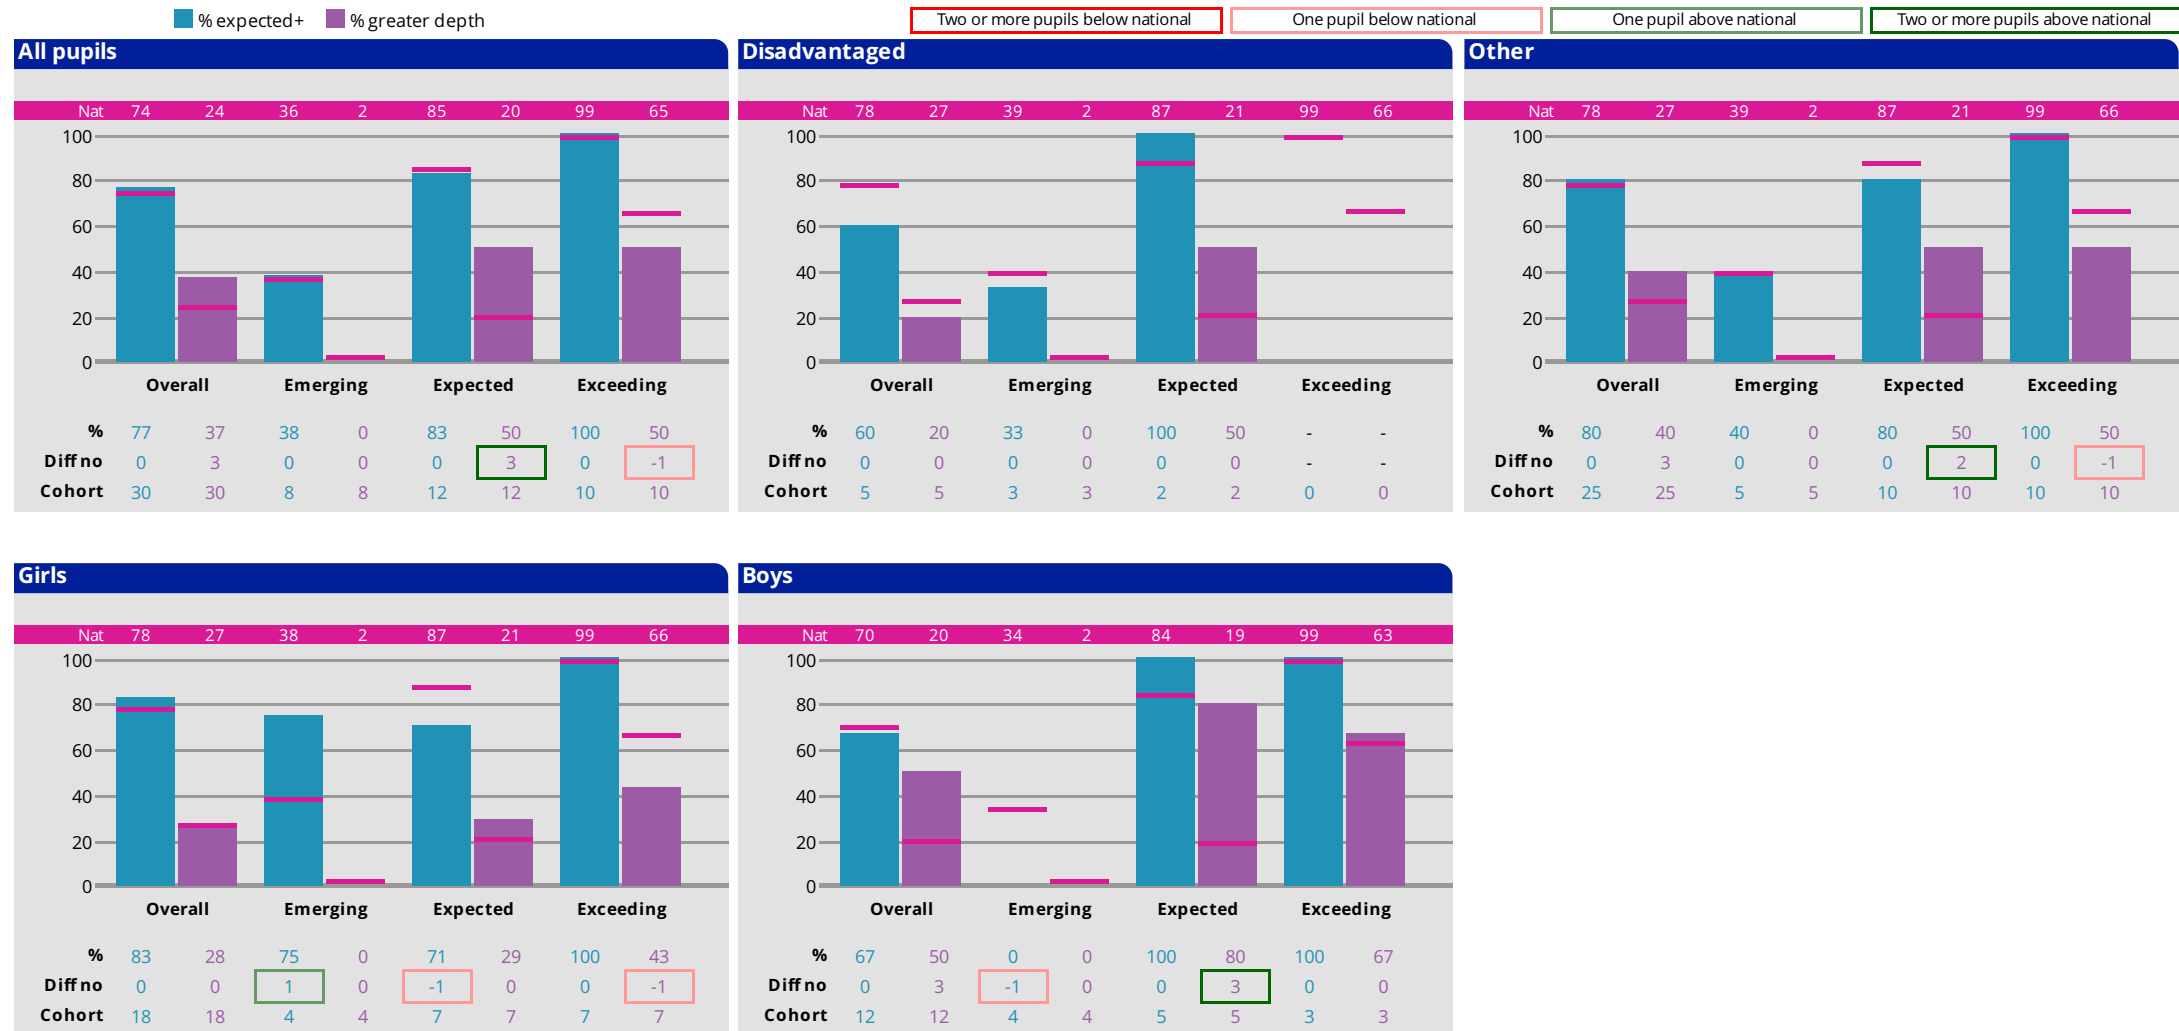 % expected+ % greater depth
Two or more pupils below national One pupil below national One pupil above national Two or more pupils above national
All pupils
Nat 74 24 36 2 85 20 99 65
100
80
60
40
20
0
Overall Emerging Expected Exceeding
% 77 37 38 0 83 50 100 50
Diff no 0 3 0 0 0 3 0 -1
Cohort 30 30 8 8 12 12 10 10
Disadvantaged
Nat 78 27 39 2 87 21 99 66
100
80
60
40
20
0
Overall Emerging Expected Exceeding
% 60 20 33 0 100 50 - -
Diff no 0 0 0 0 0 0 - -
Cohort 5 5 3 3 2 2 0 0
Other
Nat 78 27 39 2 87 21 99 66
100
80
60
40
20
0
Overall Emerging Expected Exceeding
% 80 40 40 0 80 50 100 50
Diff no 0 3 0 0 0 2 0 -1
Cohort 25 25 5 5 10 10 10 10
Girls
Nat 78 27 38 2 87 21 99 66
100
80
60
40
20
0
Overall Emerging Expected Exceeding
% 83 28 75 0 71 29 100 43
Diff no 0 0 1 0 -1 0 0 -1
Cohort 18 18 4 4 7 7 7 7
Boys
Nat 70 20 34 2 84 19 99 63
100
80
60
40
20
0
Overall Emerging Expected Exceeding
% 67 50 0 0 100 80 100 67
Diff no 0 3 -1 0 0 3 0 0
Cohort 12 12 4 4 5 5 3 3